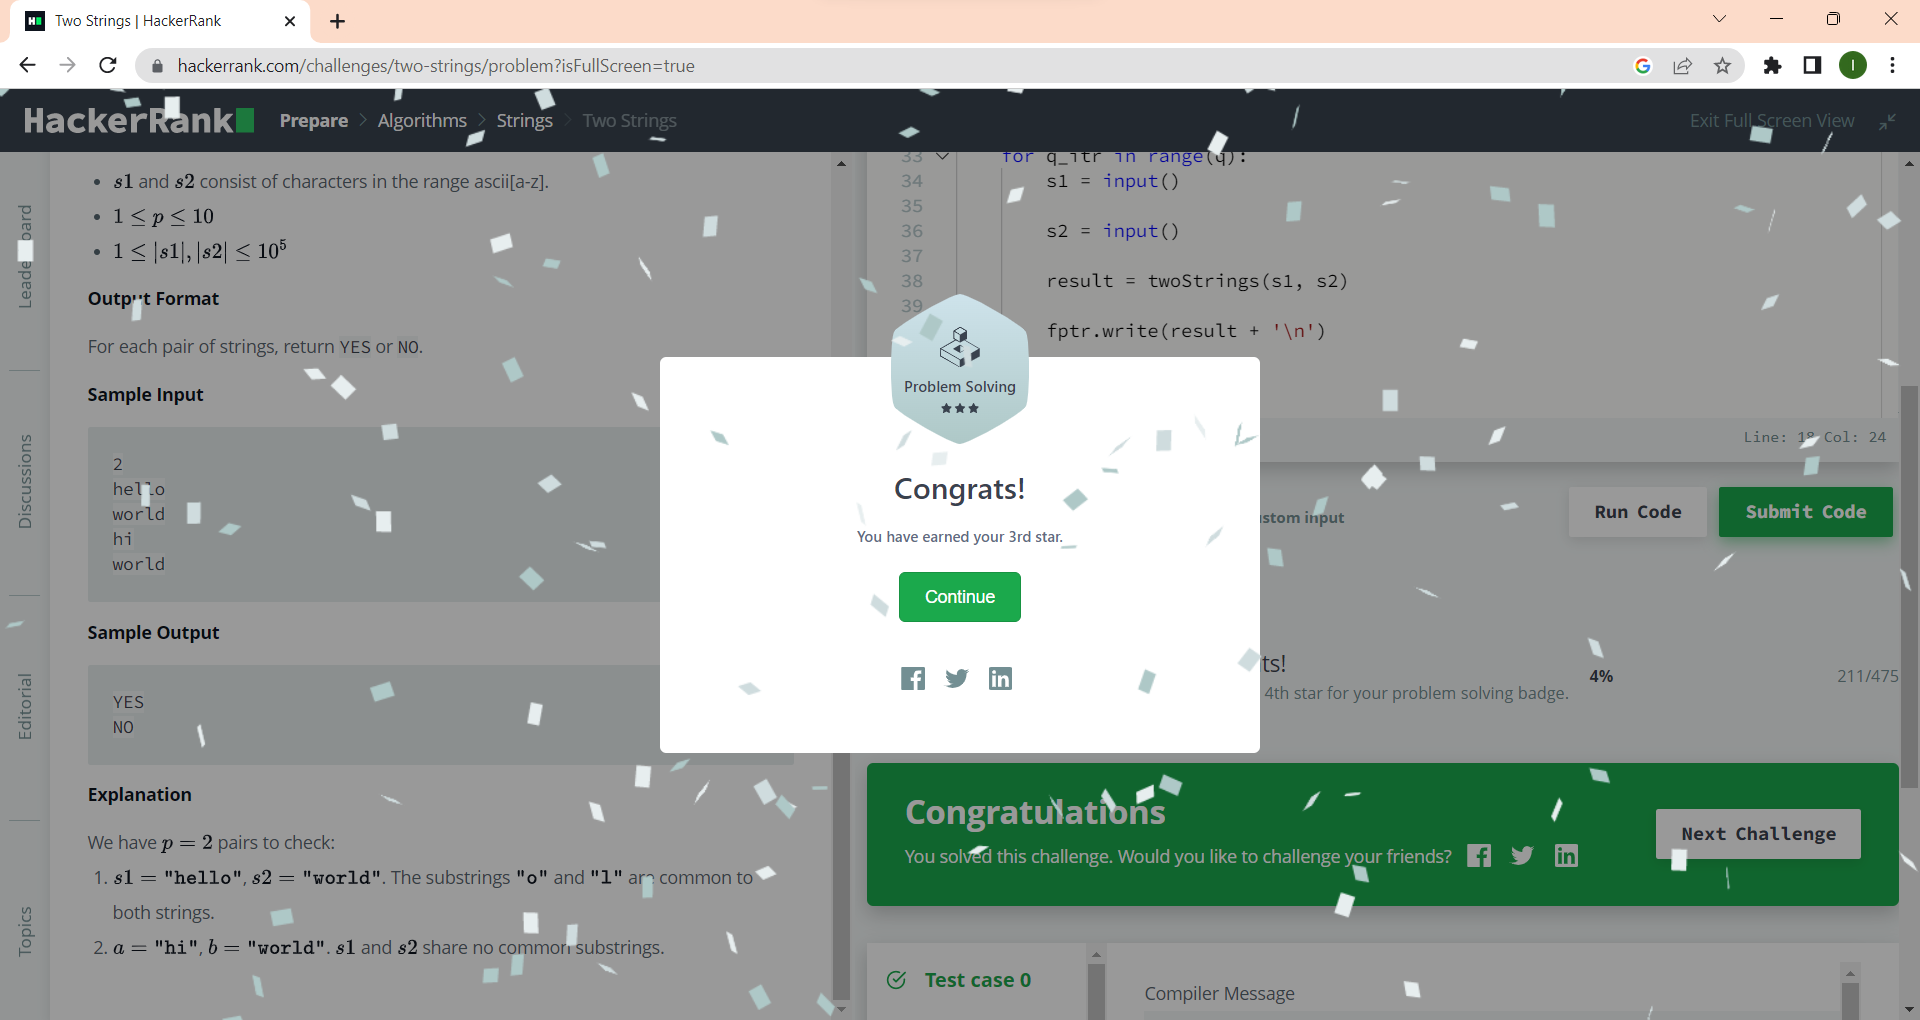 Two Strings | HackerRank
hackerrank.com/challenges/two-strings/problem?isFullScreen=true
I
HackerRank
Prepare > Algorithms > Strings > Two Strings
Exit Full Screen View
Leaderboard
Discussions
Editorial
Topics
• s1 and s2 consist of characters in the range ascii[a-z].
• 1 ≤ p ≤ 10
• 1 ≤ |s1|, |s2| ≤ 10⁵
Output Format
For each pair of strings, return YES or NO.
Sample Input
2
hello
world
hi
world
Sample Output
YES
NO
Explanation
We have p = 2 pairs to check:
1. s1 = "hello", s2 = "world". The substrings "o" and "l" are common to
both strings.
2. a = "hi", b = "world". s1 and s2 share no common substrings.
33 for q_itr in range(q):
34 s1 = input()
35
36 s2 = input()
37
38 result = twoStrings(s1, s2)
39
fptr.write(result + '\n')
Line: 18 Col: 24
stom input
Run Code
Submit Code
Problem Solving
Congrats!
You have earned your 3rd star.
Continue
ts!
4th star for your problem solving badge.
4%
211/475
Congratulations
You solved this challenge. Would you like to challenge your friends?
Next Challenge
Test case 0
Compiler Message